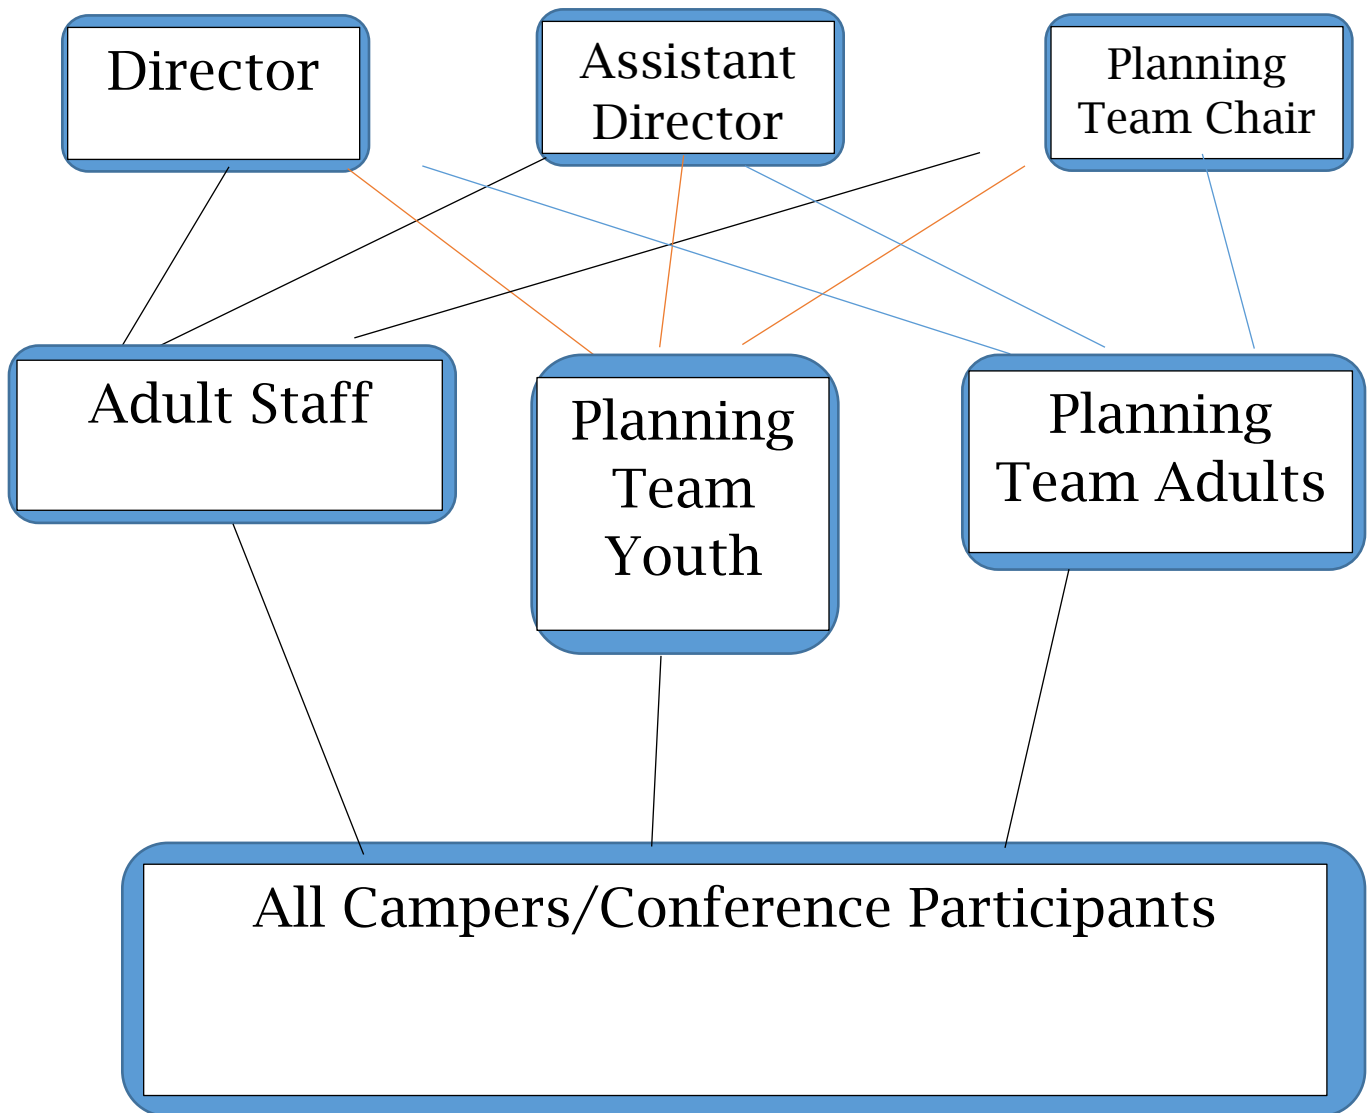 Director
Assistant
Director
Planning
Team Chair
Adult Staff
Planning
Team
Youth
Planning
Team Adults
All Campers/Conference Participants